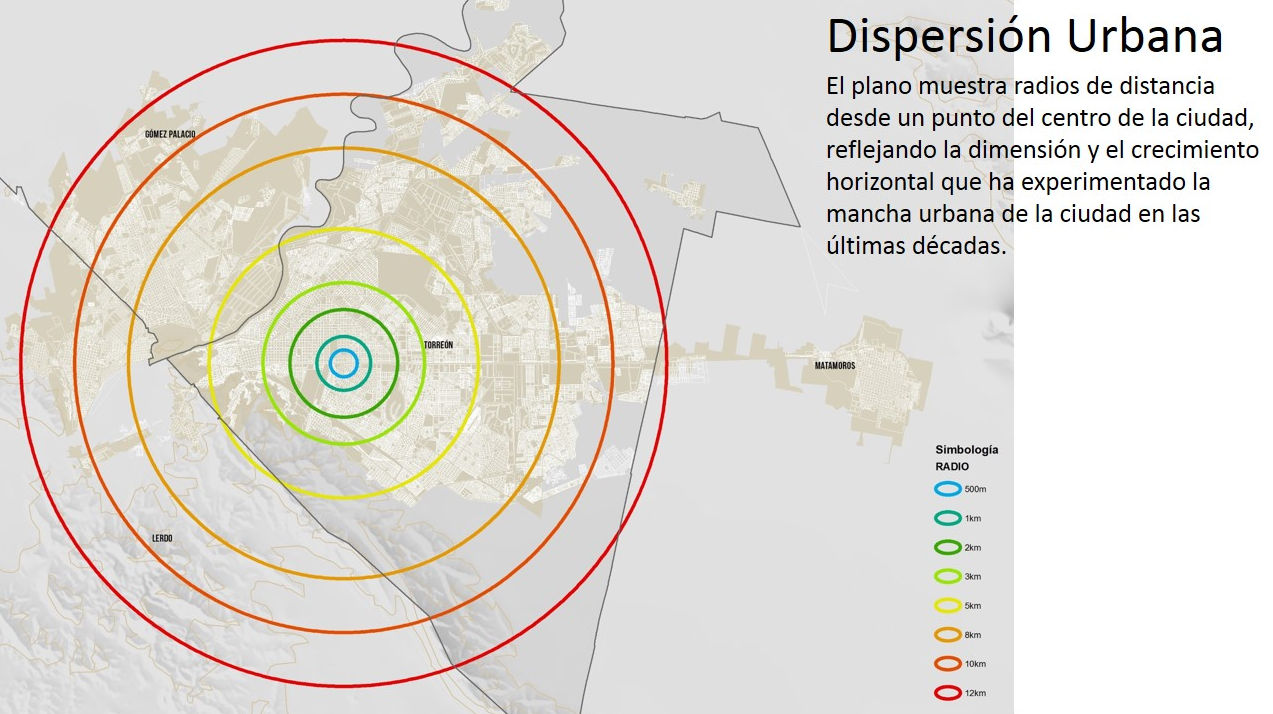 Dispersión Urbana
El plano muestra radios de distancia
desde un punto del centro de la ciudad,
reflejando la dimensión y el crecimiento
horizontal que ha experimentado la
mancha urbana de la ciudad en las
últimas décadas.
GÓMEZ PALACIO
TORREÓN
MATAMOROS
LERDO
Simbología
RADIO
500m
1km
2km
3km
5km
8km
10km
12km